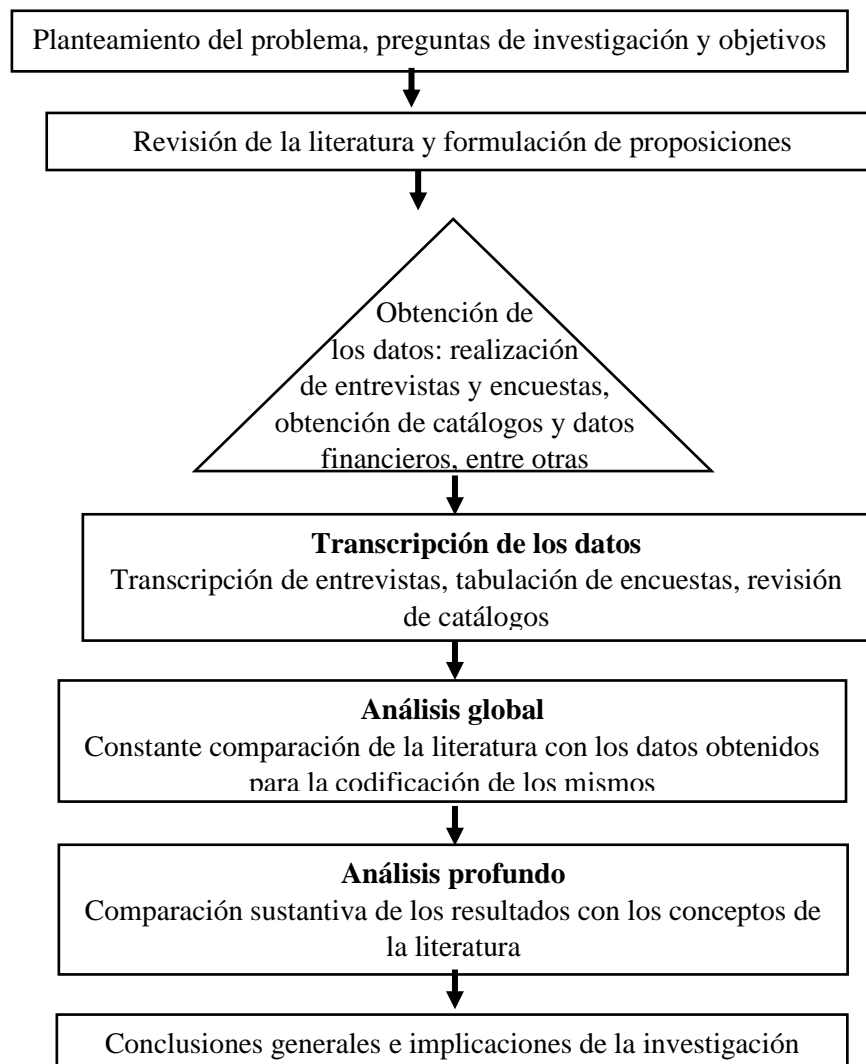 Planteamiento del problema, preguntas de investigación y objetivos
Revisión de la literatura y formulación de proposiciones
Obtención de
los datos: realización
de entrevistas y encuestas,
obtención de catálogos y datos
financieros, entre otras
Transcripción de los datos
Transcripción de entrevistas, tabulación de encuestas, revisión
de catálogos
Análisis global
Constante comparación de la literatura con los datos obtenidos
para la codificación de los mismos
Análisis profundo
Comparación sustantiva de los resultados con los conceptos de
la literatura
Conclusiones generales e implicaciones de la investigación